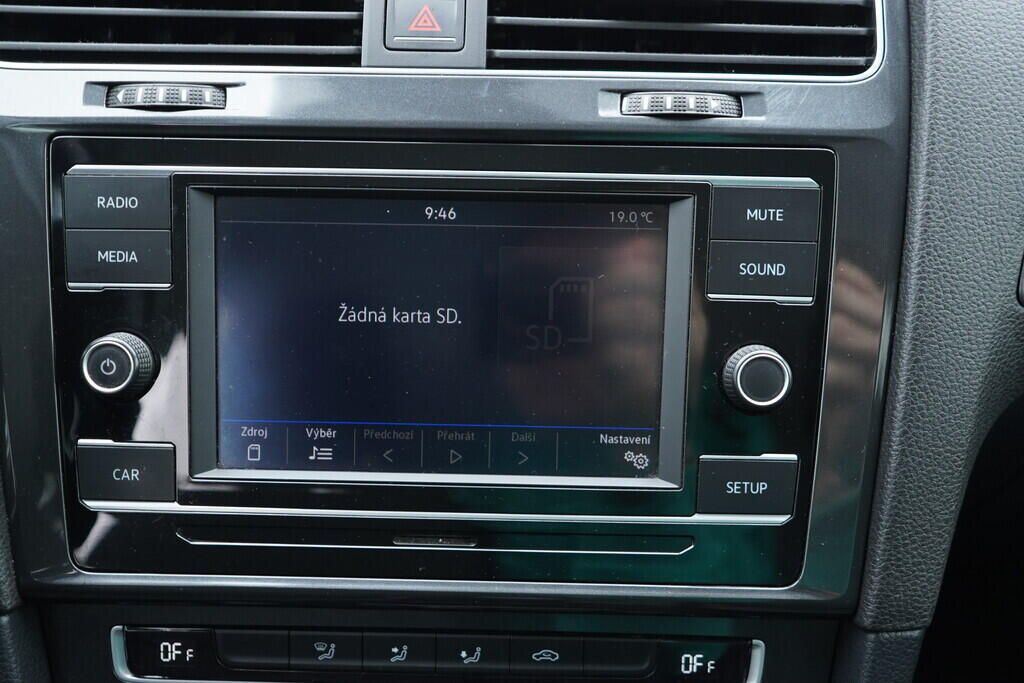 RADIO
MEDIA
9:46
19.0 °C
MUTE
SOUND
Žádná karta SD.
SD
Zdroj
Výběr
Předchozí
Přehrát
Další
Nastavení
CAR
SETUP
OFF
OFF